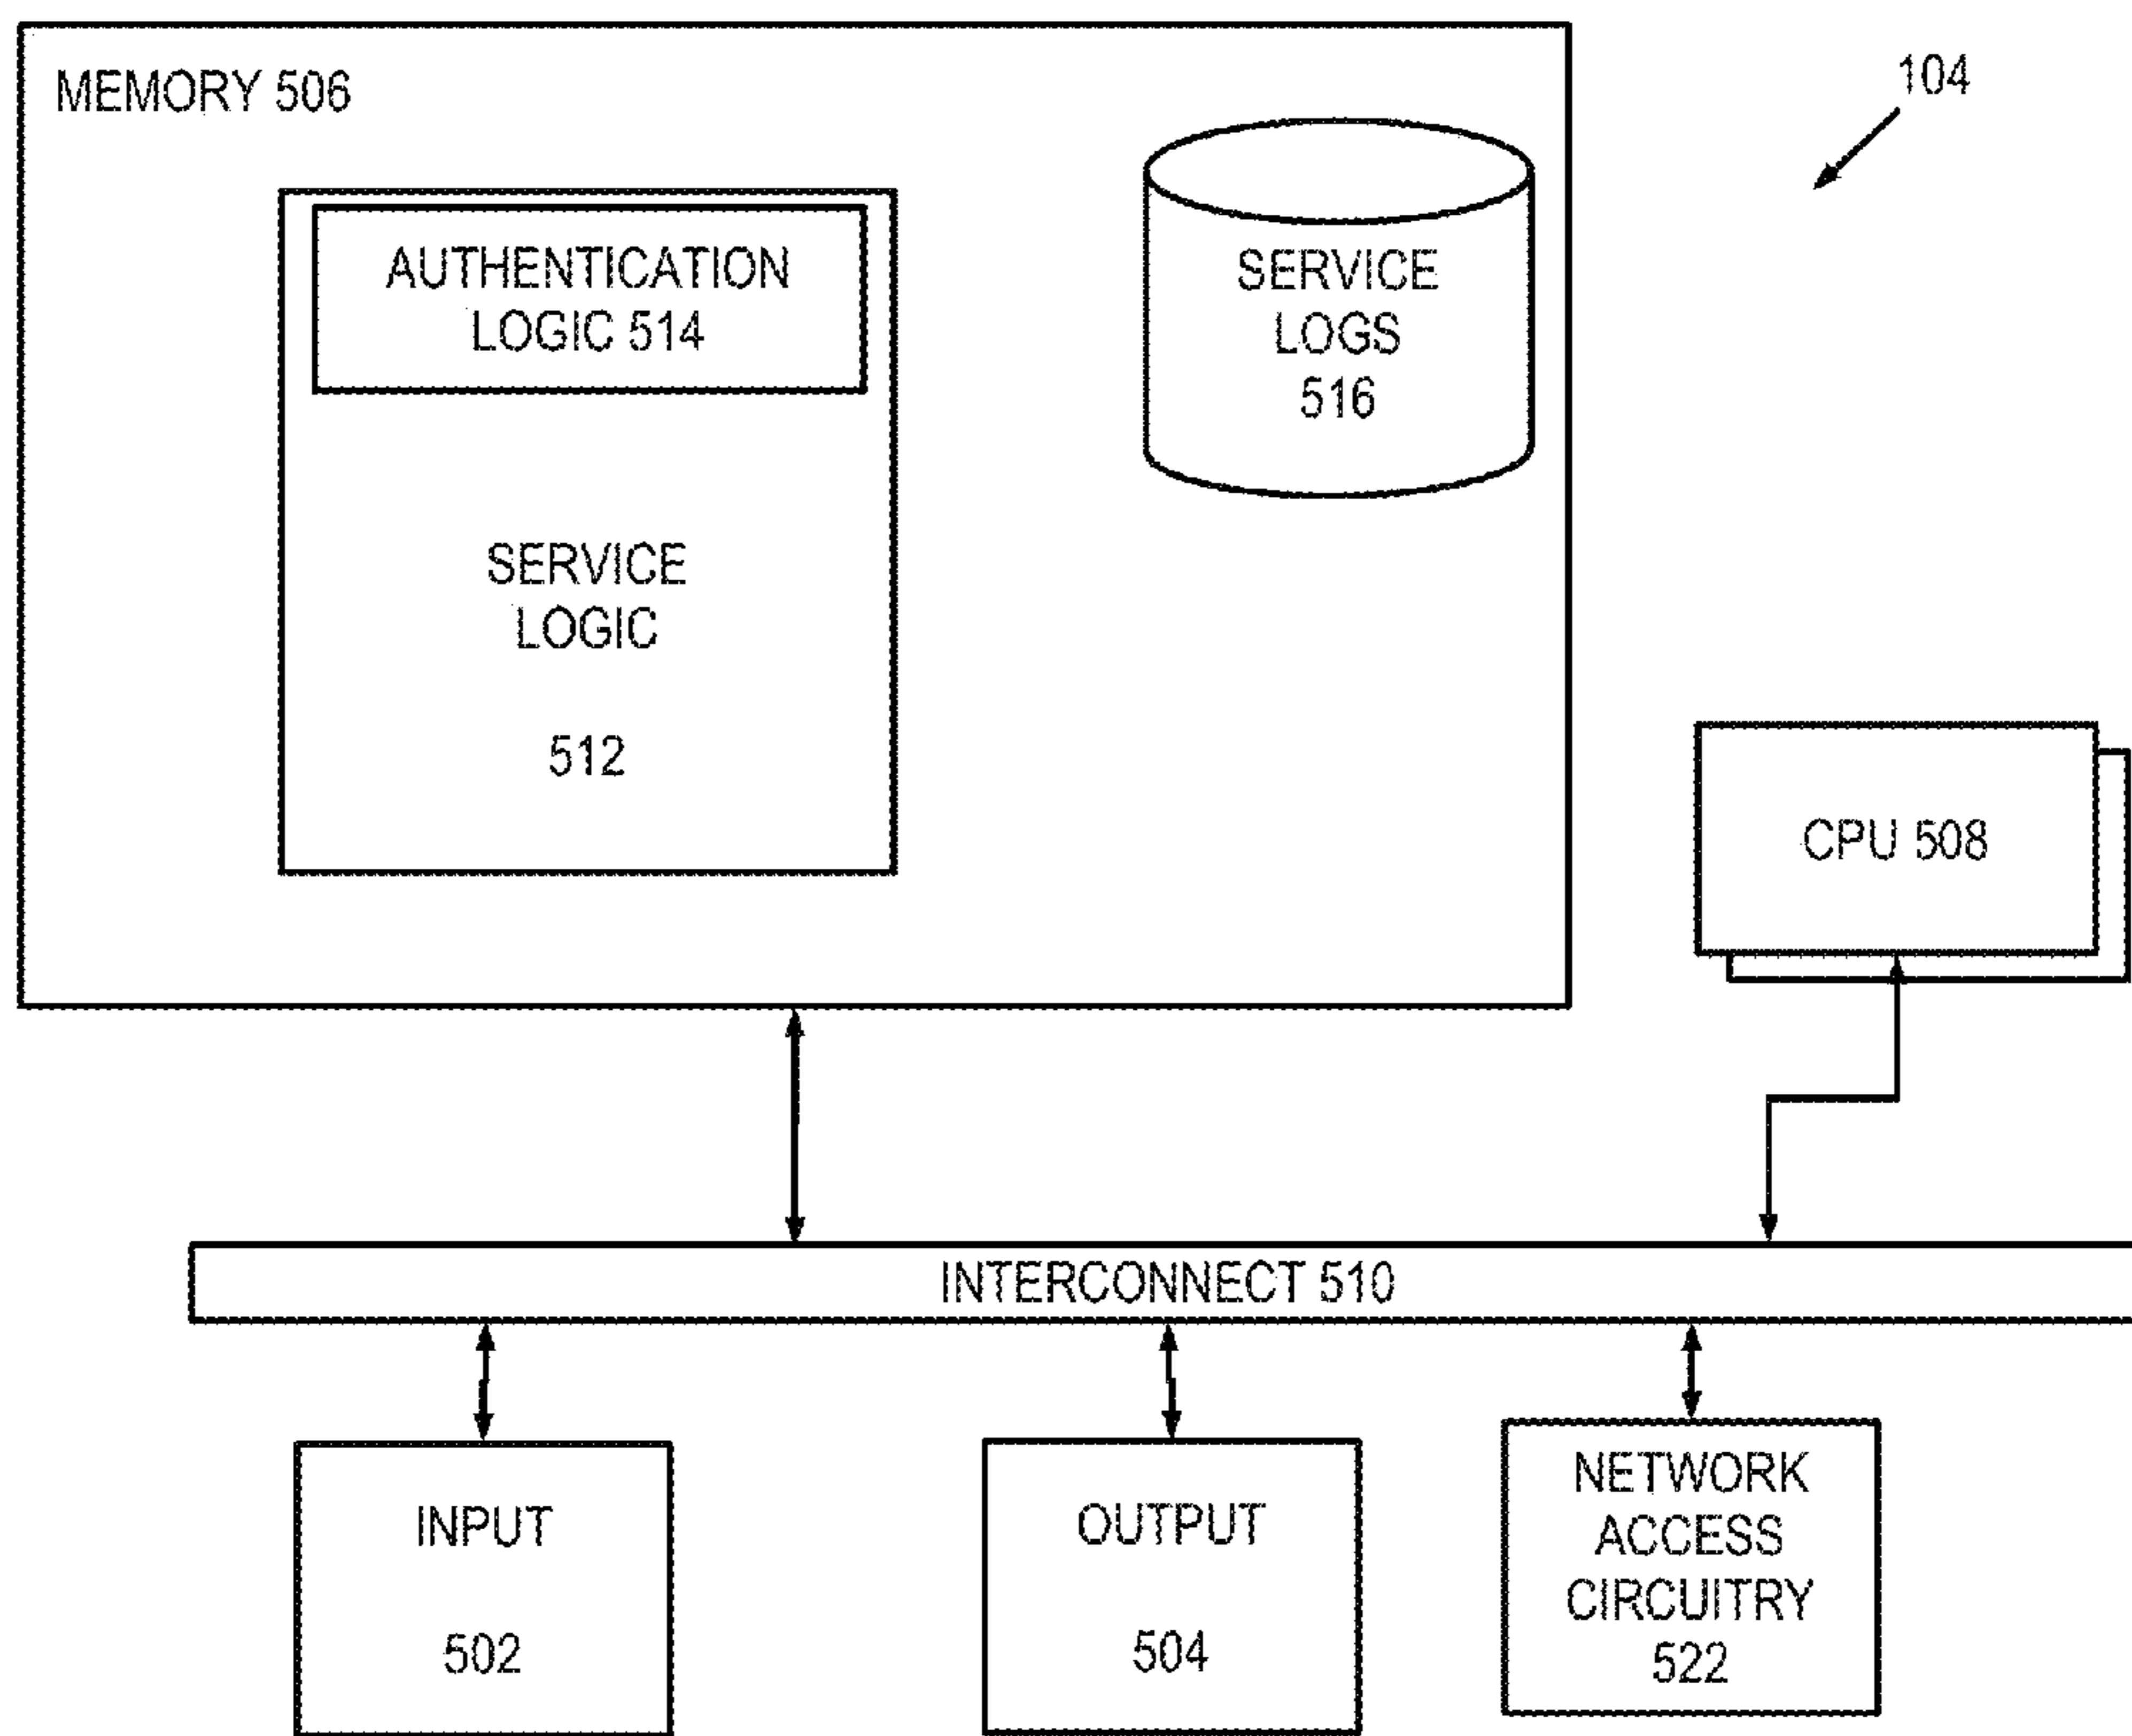 MEMORY 506
104
AUTHENTICATION
LOGIC 514
SERVICE
LOGS
516
SERVICE
LOGIC
512
CPU 508
INTERCONNECT 510
INPUT
502
OUTPUT
504
NETWORK
ACCESS
CIRCUITRY
522